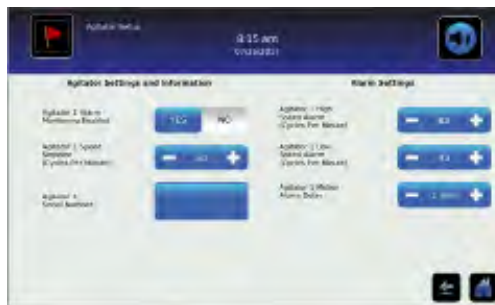 Agitator Setup
8:15 am
Agitator Settings and Information
Alarm Settings
Agitator 1 Alarm
Monitoring Enabled
YES
NO
Agitator 1 High
Speed Alarm
(Cycles Per Minute)
Agitator 1 Speed
Setpoint
(Cycles Per Minute)
Agitator 1 Low
Speed Alarm
(Cycles Per Minute)
Agitator 1
Serial Number
Agitator 1 Motion
Alarm Delay